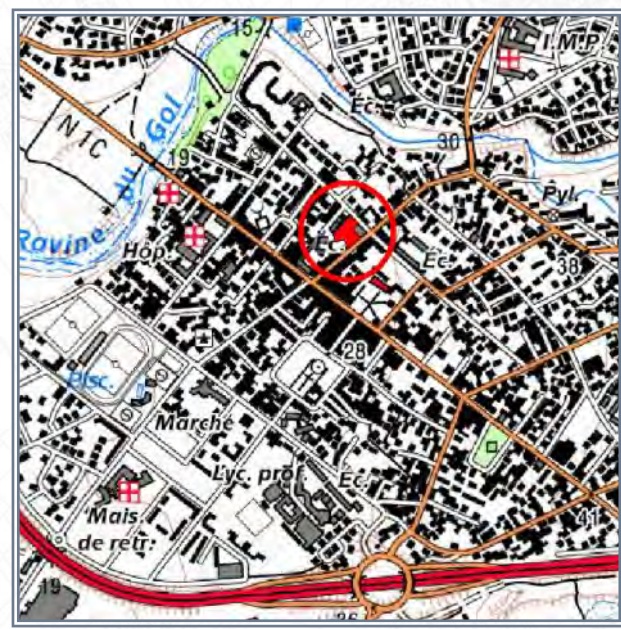 15
I.M.P
Éc.
N1C
Ravine du Gol
19
30
Pyl.
Hôp.
Éc.
Éc.
38
28
Pisc.
Marché
Lyc. prof.
Éc.
Mais.
de retr.
41
19